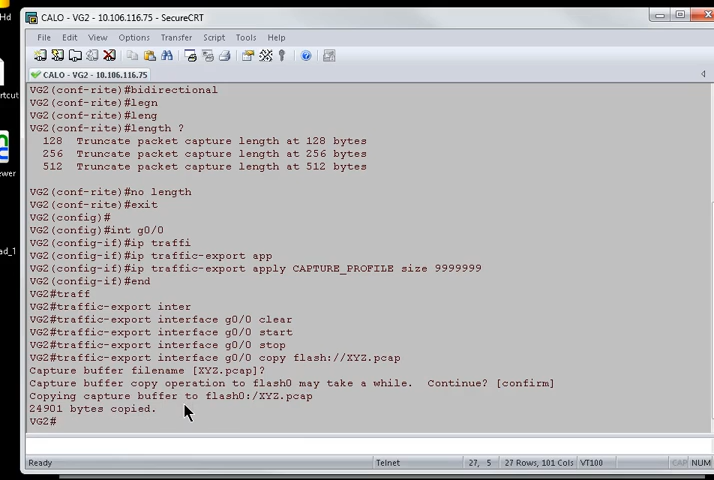 Hd
CALO - VG2 - 10.106.116.75 - SecureCRT
File Edit View Options Transfer Script Tools Help
CALO - VG2 - 10.106.116.75
VG2(conf-rite)#bidirectional
VG2(conf-rite)#legn
VG2(conf-rite)#leng
VG2(conf-rite)#length ?
128 Truncate packet capture length at 128 bytes
256 Truncate packet capture length at 256 bytes
512 Truncate packet capture length at 512 bytes
VG2(conf-rite)#no length
VG2(conf-rite)#exit
VG2(config)#
VG2(config)#int g0/0
VG2(config-if)#ip traffi
VG2(config-if)#ip traffic-export app
VG2(config-if)#ip traffic-export apply CAPTURE_PROFILE size 9999999
VG2(config-if)#end
VG2#traff
VG2#traffic-export inter
VG2#traffic-export interface g0/0 clear
VG2#traffic-export interface g0/0 start
VG2#traffic-export interface g0/0 stop
VG2#traffic-export interface g0/0 copy flash://XYZ.pcap
Capture buffer filename [XYZ.pcap]?
Capture buffer copy operation to flash0 may take a while. Continue? [confirm]
Copying capture buffer to flash0:/XYZ.pcap
24901 bytes copied.
VG2#
Ready Telnet 27, 5 27 Rows, 101 Cols VT100 CAP NUM
ortcut
ewer
ad_1